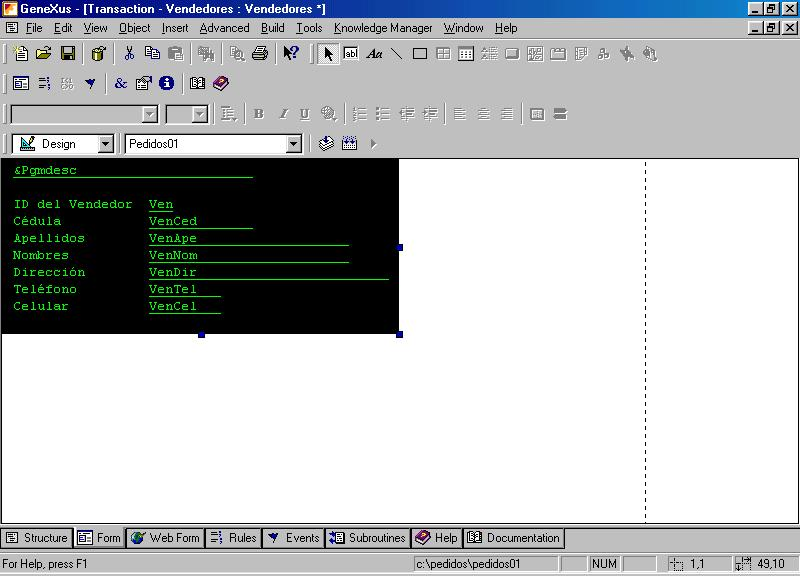 GeneXus - [Transaction - Vendedores : Vendedores *]
File Edit View Object Insert Advanced Build Tools Knowledge Manager Window Help
Design Pedidos01
&Pgmdesc
ID del Vendedor Ven
Cédula VenCed
Apellidos VenApe
Nombres VenNom
Dirección VenDir
Teléfono VenTel
Celular VenCel
Structure Form Web Form Rules Events Subroutines Help Documentation
For Help, press F1 c:\pedidos\pedidos01 NUM 1,1 49,10